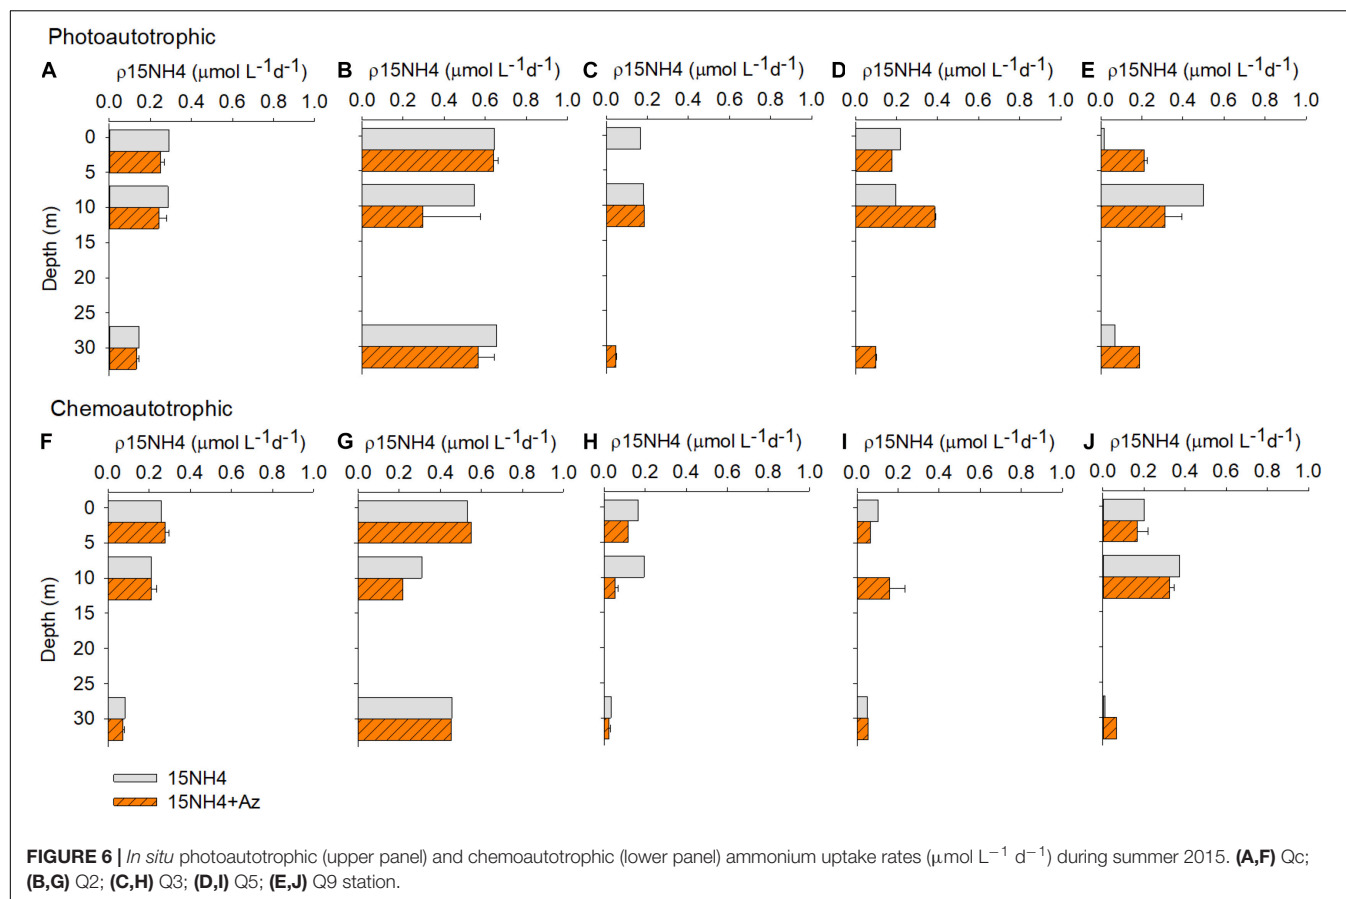 Photoautotrophic
A ρ15NH4 (μmol L-1d-1) B ρ15NH4 (μmol L-1d-1) C ρ15NH4 (μmol L-1d-1) D ρ15NH4 (μmol L-1d-1) E ρ15NH4 (μmol L-1d-1)
0.0 0.2 0.4 0.6 0.8 1.0 0.0 0.2 0.4 0.6 0.8 1.0 0.0 0.2 0.4 0.6 0.8 1.0 0.0 0.2 0.4 0.6 0.8 1.0 0.0 0.2 0.4 0.6 0.8 1.0
0
5
10
15
20
25
30
Depth (m)
Chemoautotrophic
F ρ15NH4 (μmol L-1d-1) G ρ15NH4 (μmol L-1d-1) H ρ15NH4 (μmol L-1d-1) I ρ15NH4 (μmol L-1d-1) J ρ15NH4 (μmol L-1d-1)
0.0 0.2 0.4 0.6 0.8 1.0 0.0 0.2 0.4 0.6 0.8 1.0 0.0 0.2 0.4 0.6 0.8 1.0 0.0 0.2 0.4 0.6 0.8 1.0 0.0 0.2 0.4 0.6 0.8 1.0
0
5
10
15
20
25
30
Depth (m)
15NH4
15NH4+Az
FIGURE 6 | In situ photoautotrophic (upper panel) and chemoautotrophic (lower panel) ammonium uptake rates (μmol L−1 d−1) during summer 2015. (A,F) Qc;
(B,G) Q2; (C,H) Q3; (D,I) Q5; (E,J) Q9 station.